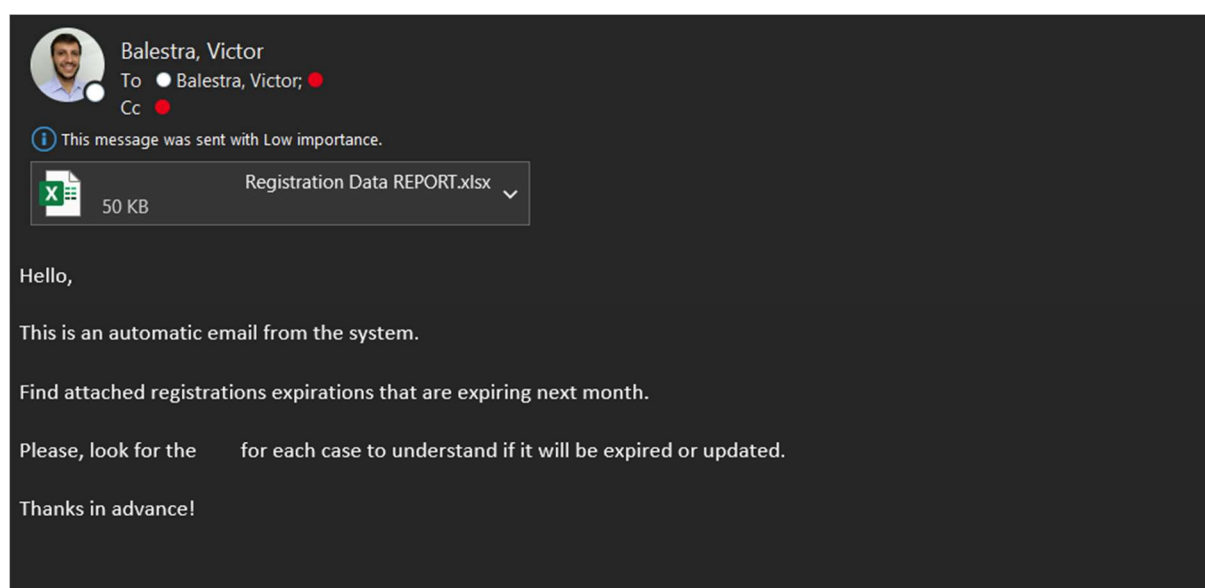 Balestra, Victor
To Balestra, Victor;
Cc
This message was sent with Low importance.
Registration Data REPORT.xlsx
50 KB
Hello,
This is an automatic email from the system.
Find attached registrations expirations that are expiring next month.
Please, look for the for each case to understand if it will be expired or updated.
Thanks in advance!